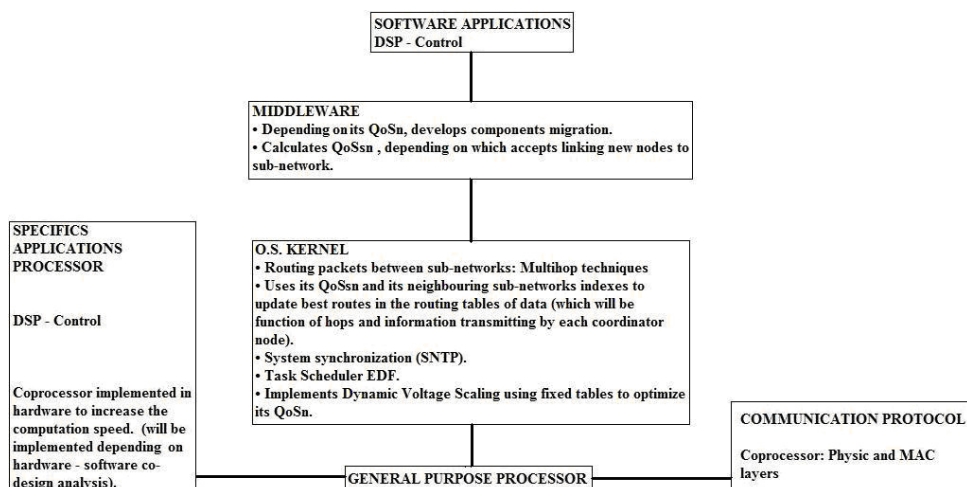 SOFTWARE APPLICATIONS
DSP - Control
MIDDLEWARE
• Depending on its QoSn, develops components migration.
• Calculates QoSsn , depending on which accepts linking new nodes to
sub-network.
SPECIFICS
APPLICATIONS
PROCESSOR
DSP - Control
Coprocessor implemented in
hardware to increase the
computation speed. (will be
implemented depending on
hardware - software co-
design analysis).
O.S. KERNEL
• Routing packets between sub-networks: Multihop techniques
• Uses its QoSsn and its neighbouring sub-networks indexes to
update best routes in the routing tables of data (which will be
function of hops and information transmitting by each coordinator
node).
• System synchronization (SNTP).
• Task Scheduler EDF.
• Implements Dynamic Voltage Scaling using fixed tables to optimize
its QoSn.
GENERAL PURPOSE PROCESSOR
COMMUNICATION PROTOCOL
Coprocessor: Physic and MAC
layers